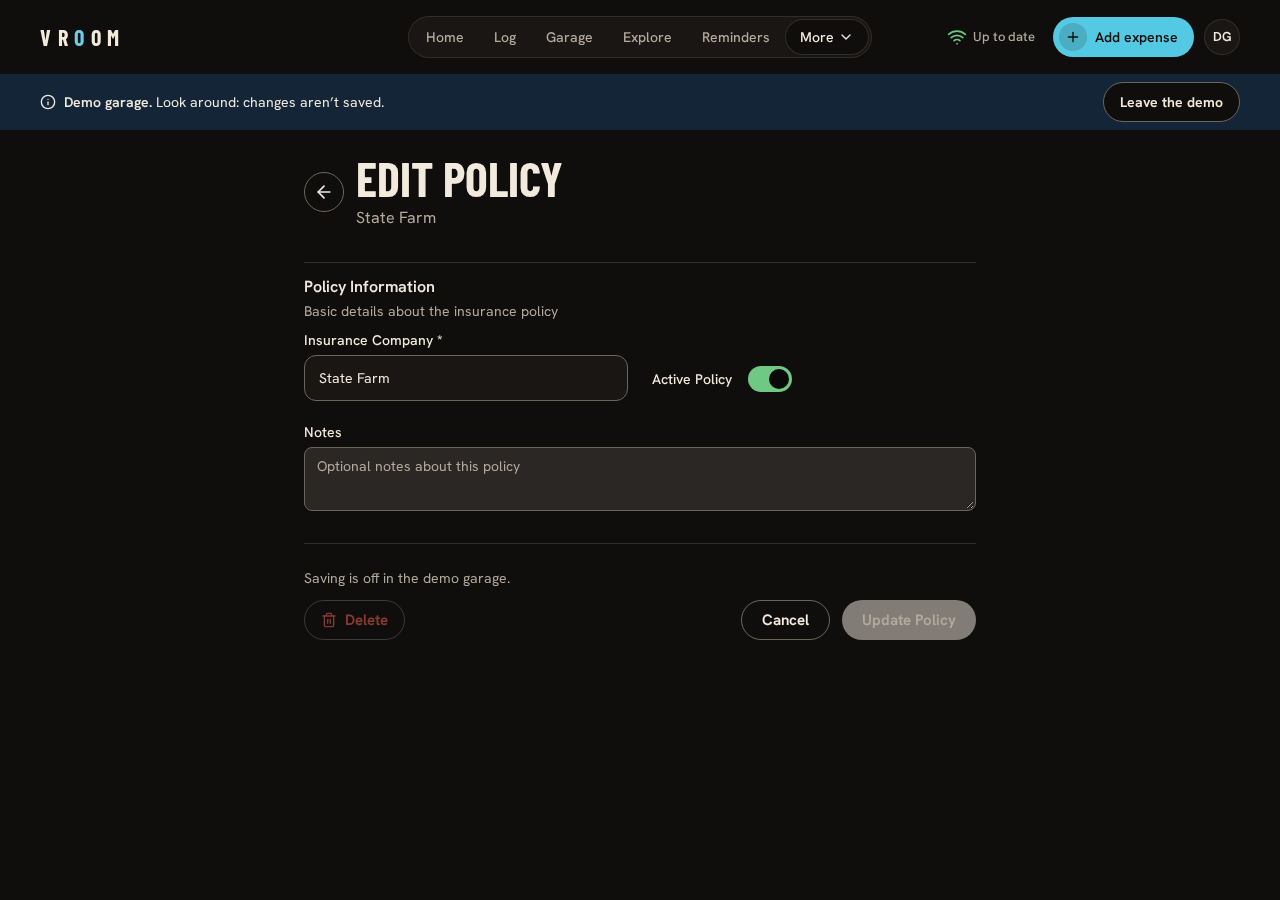 VROOM
Home Log Garage Explore Reminders More
Up to date
Add expense
DG
Demo garage. Look around: changes aren’t saved.
Leave the demo
EDIT POLICY
State Farm
Policy Information
Basic details about the insurance policy
Insurance Company *
State Farm
Active Policy
Notes
Optional notes about this policy
Saving is off in the demo garage.
Delete
Cancel
Update Policy